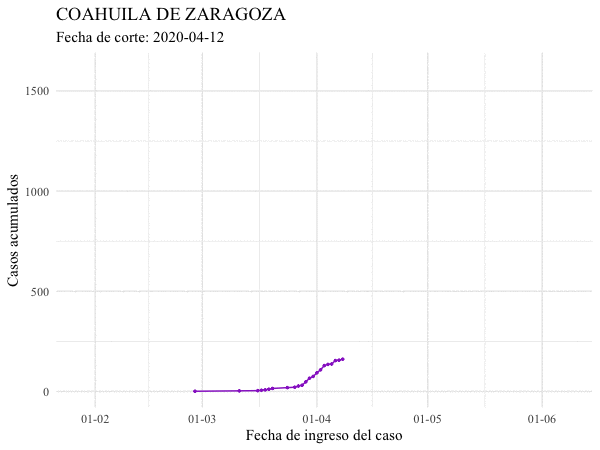 COAHUILA DE ZARAGOZA
Fecha de corte: 2020-04-12
1500
1000
500
0
Casos acumulados
01-02 01-03 01-04 01-05 01-06
Fecha de ingreso del caso